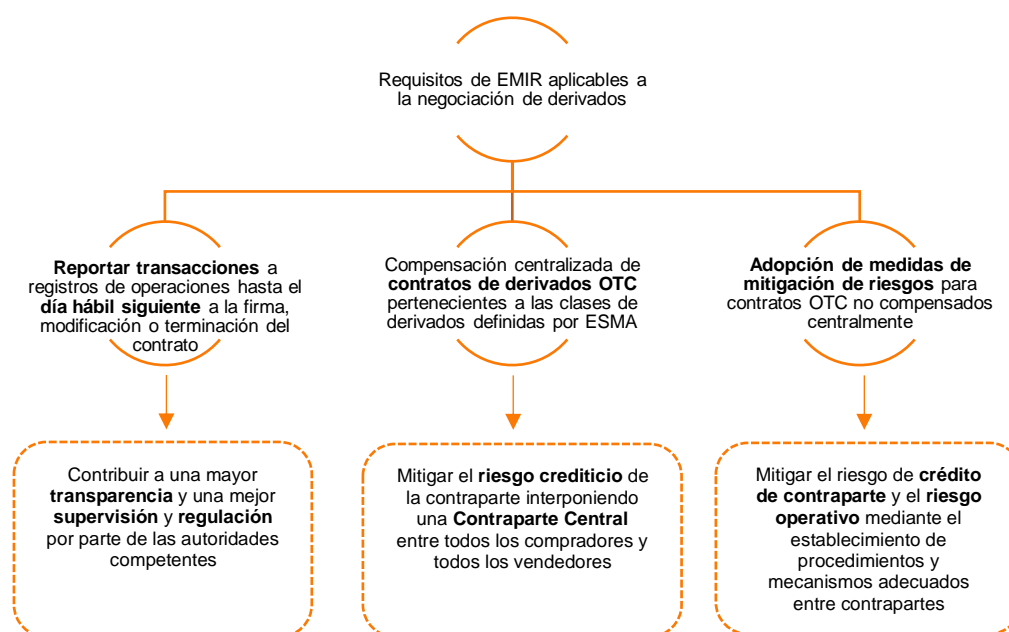 Requisitos de EMIR aplicables a
la negociación de derivados
Reportar transacciones a
registros de operaciones hasta el
día hábil siguiente a la firma,
modificación o terminación del
contrato
Compensación centralizada de
contratos de derivados OTC
pertenecientes a las clases de
derivados definidas por ESMA
Adopción de medidas de
mitigación de riesgos para
contratos OTC no compensados
centralmente
Contribuir a una mayor
transparencia y una mejor
supervisión y regulación
por parte de las autoridades
competentes
Mitigar el riesgo crediticio de
la contraparte interponiendo
una Contraparte Central
entre todos los compradores y
todos los vendedores
Mitigar el riesgo de crédito
de contraparte y el riesgo
operativo mediante el
establecimiento de
procedimientos y
mecanismos adecuados
entre contrapartes